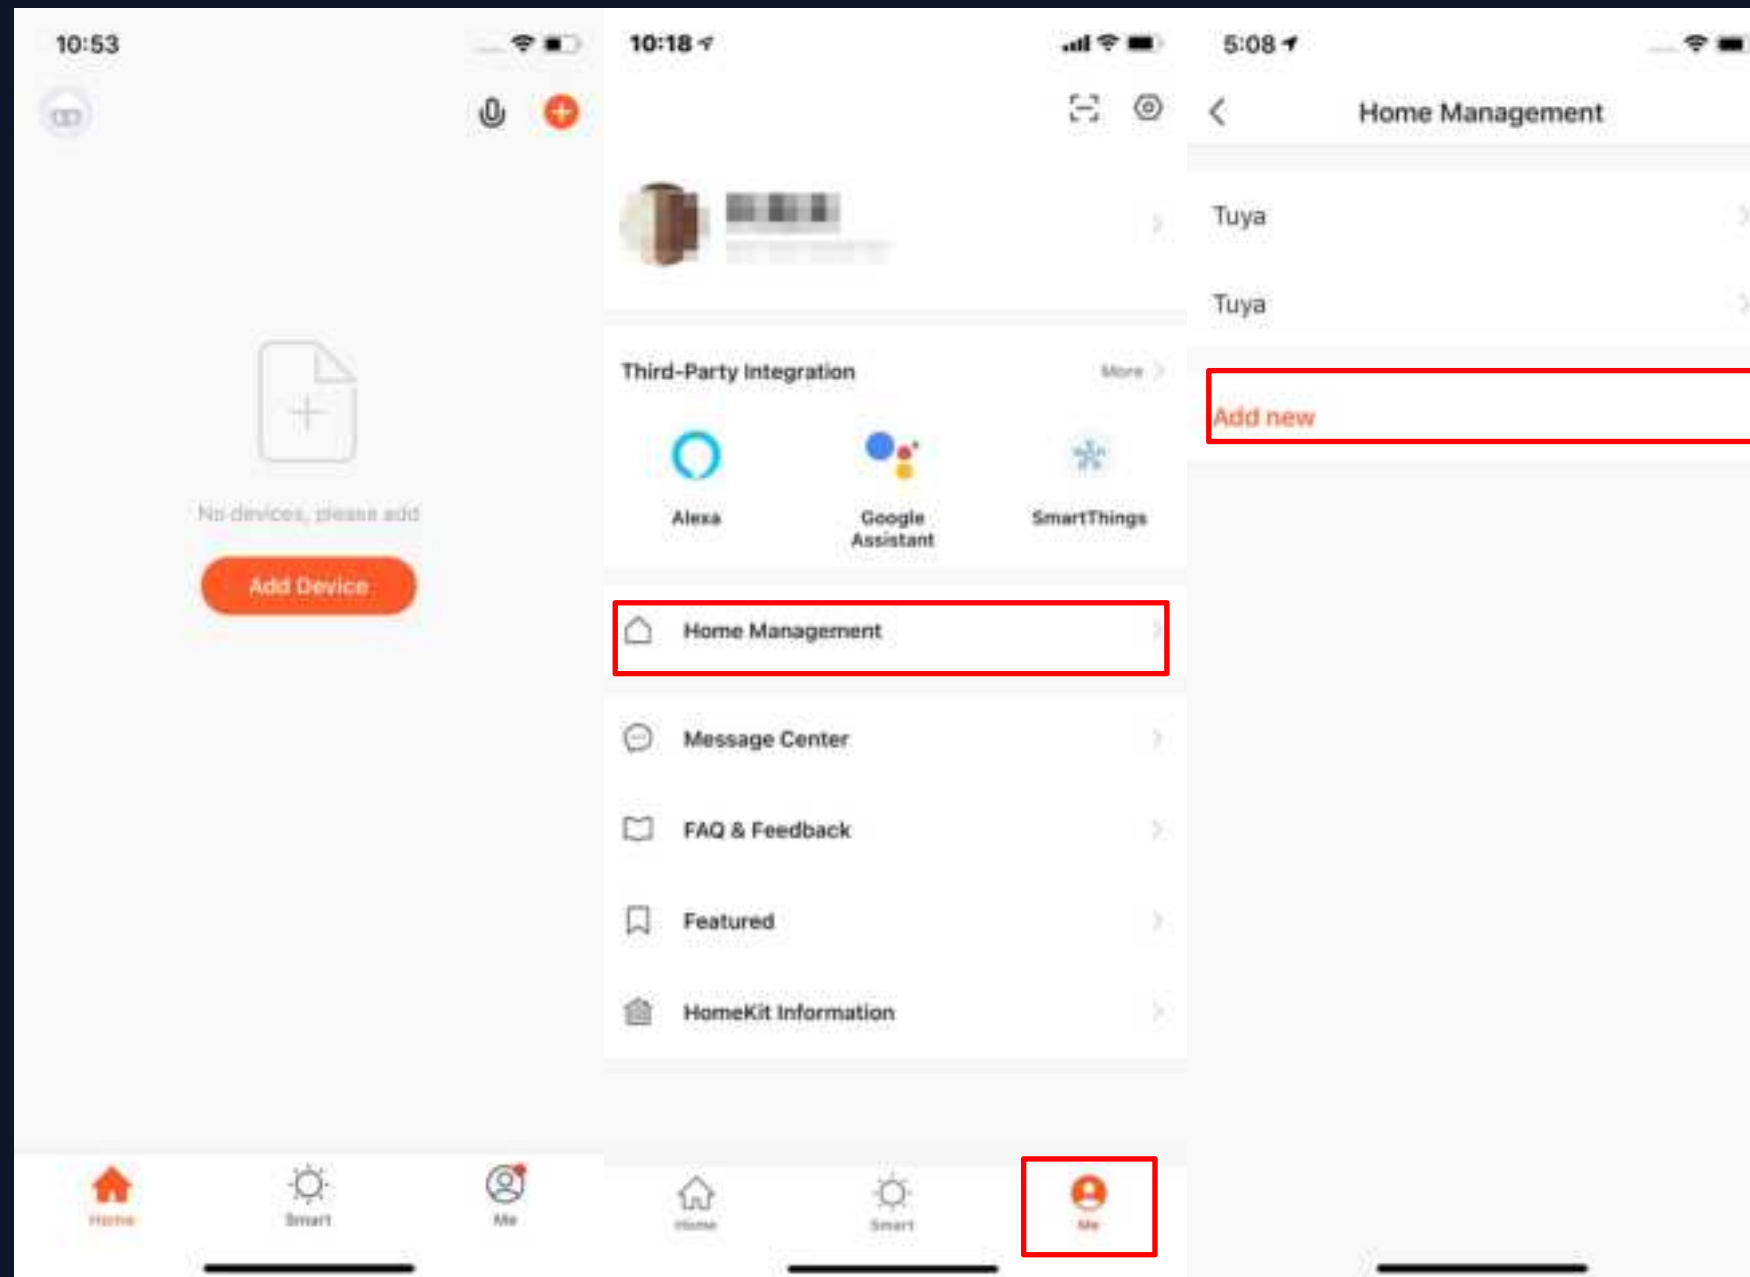 10:53
No devices, please add
Add Device
Home
Smart
Me
10:18
Third-Party Integration
More
Alexa
Google
Assistant
SmartThings
Home Management
Message Center
FAQ & Feedback
Featured
HomeKit Information
Home
Smart
Me
5:08
Home Management
Tuya
Tuya
Add new